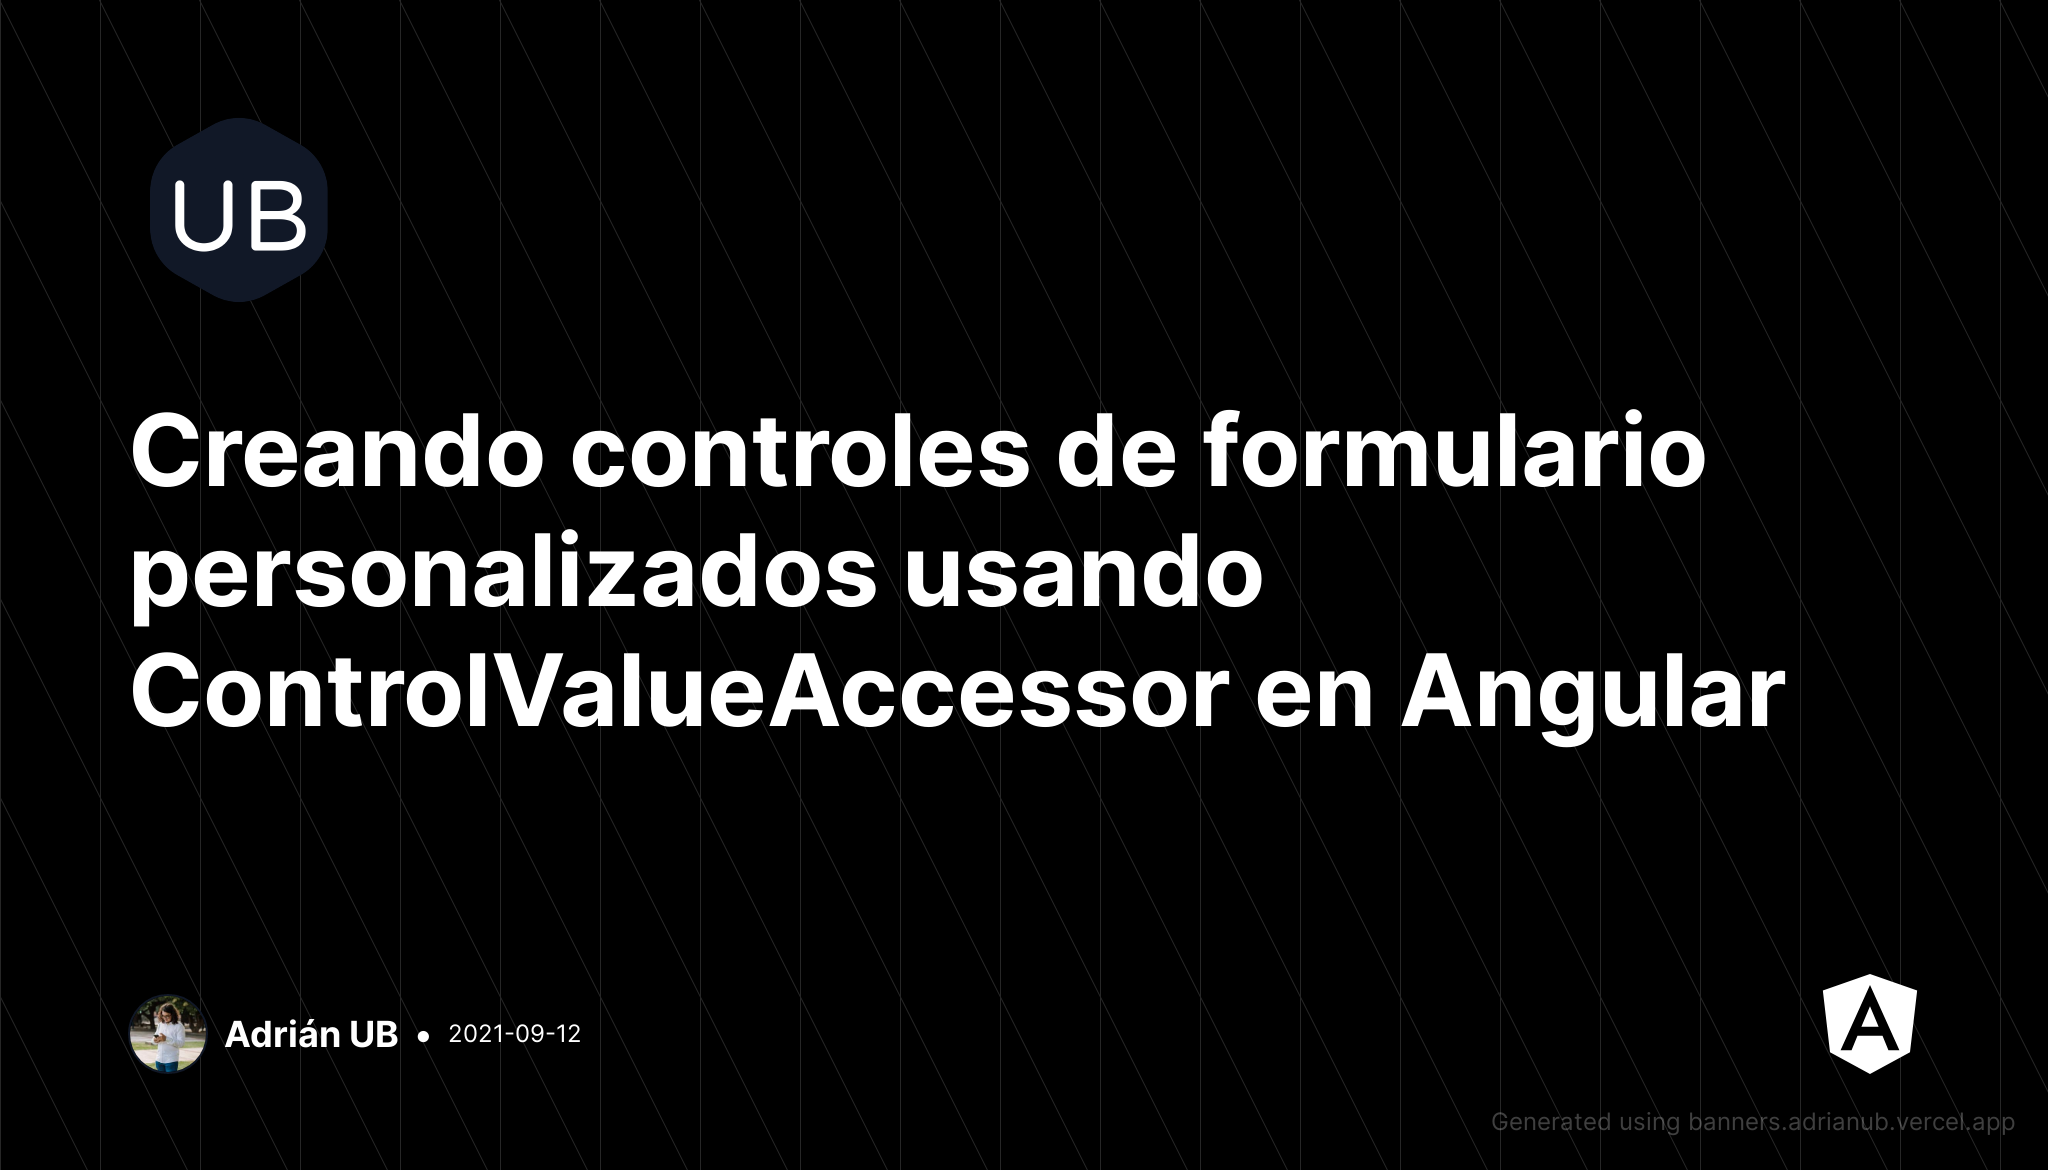 UB
Creando controles de formulario
personalizados usando
ControlValueAccessor en Angular
Adrián UB • 2021-09-12
A
Generated using banners.adrianub.vercel.app